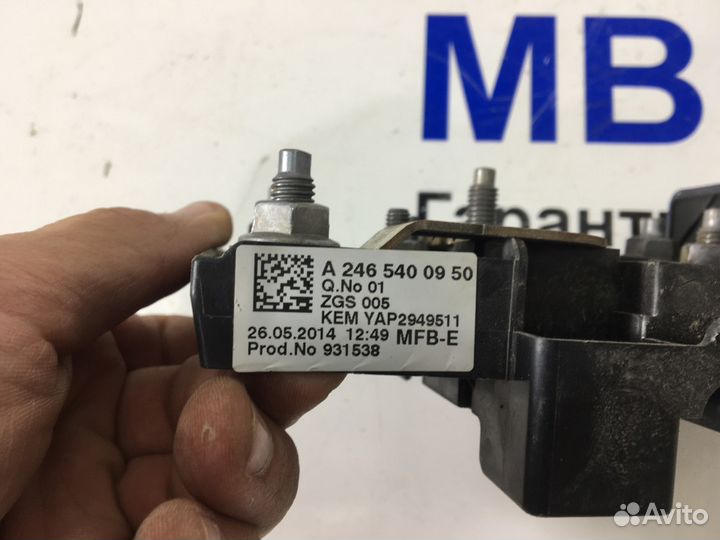 MB
Гаранти
A 246 540 09 50
Q.No 01
ZGS 005
KEM YAP2949511
26.05.2014 12:49 MFB-E
Prod.No 931538
Avito